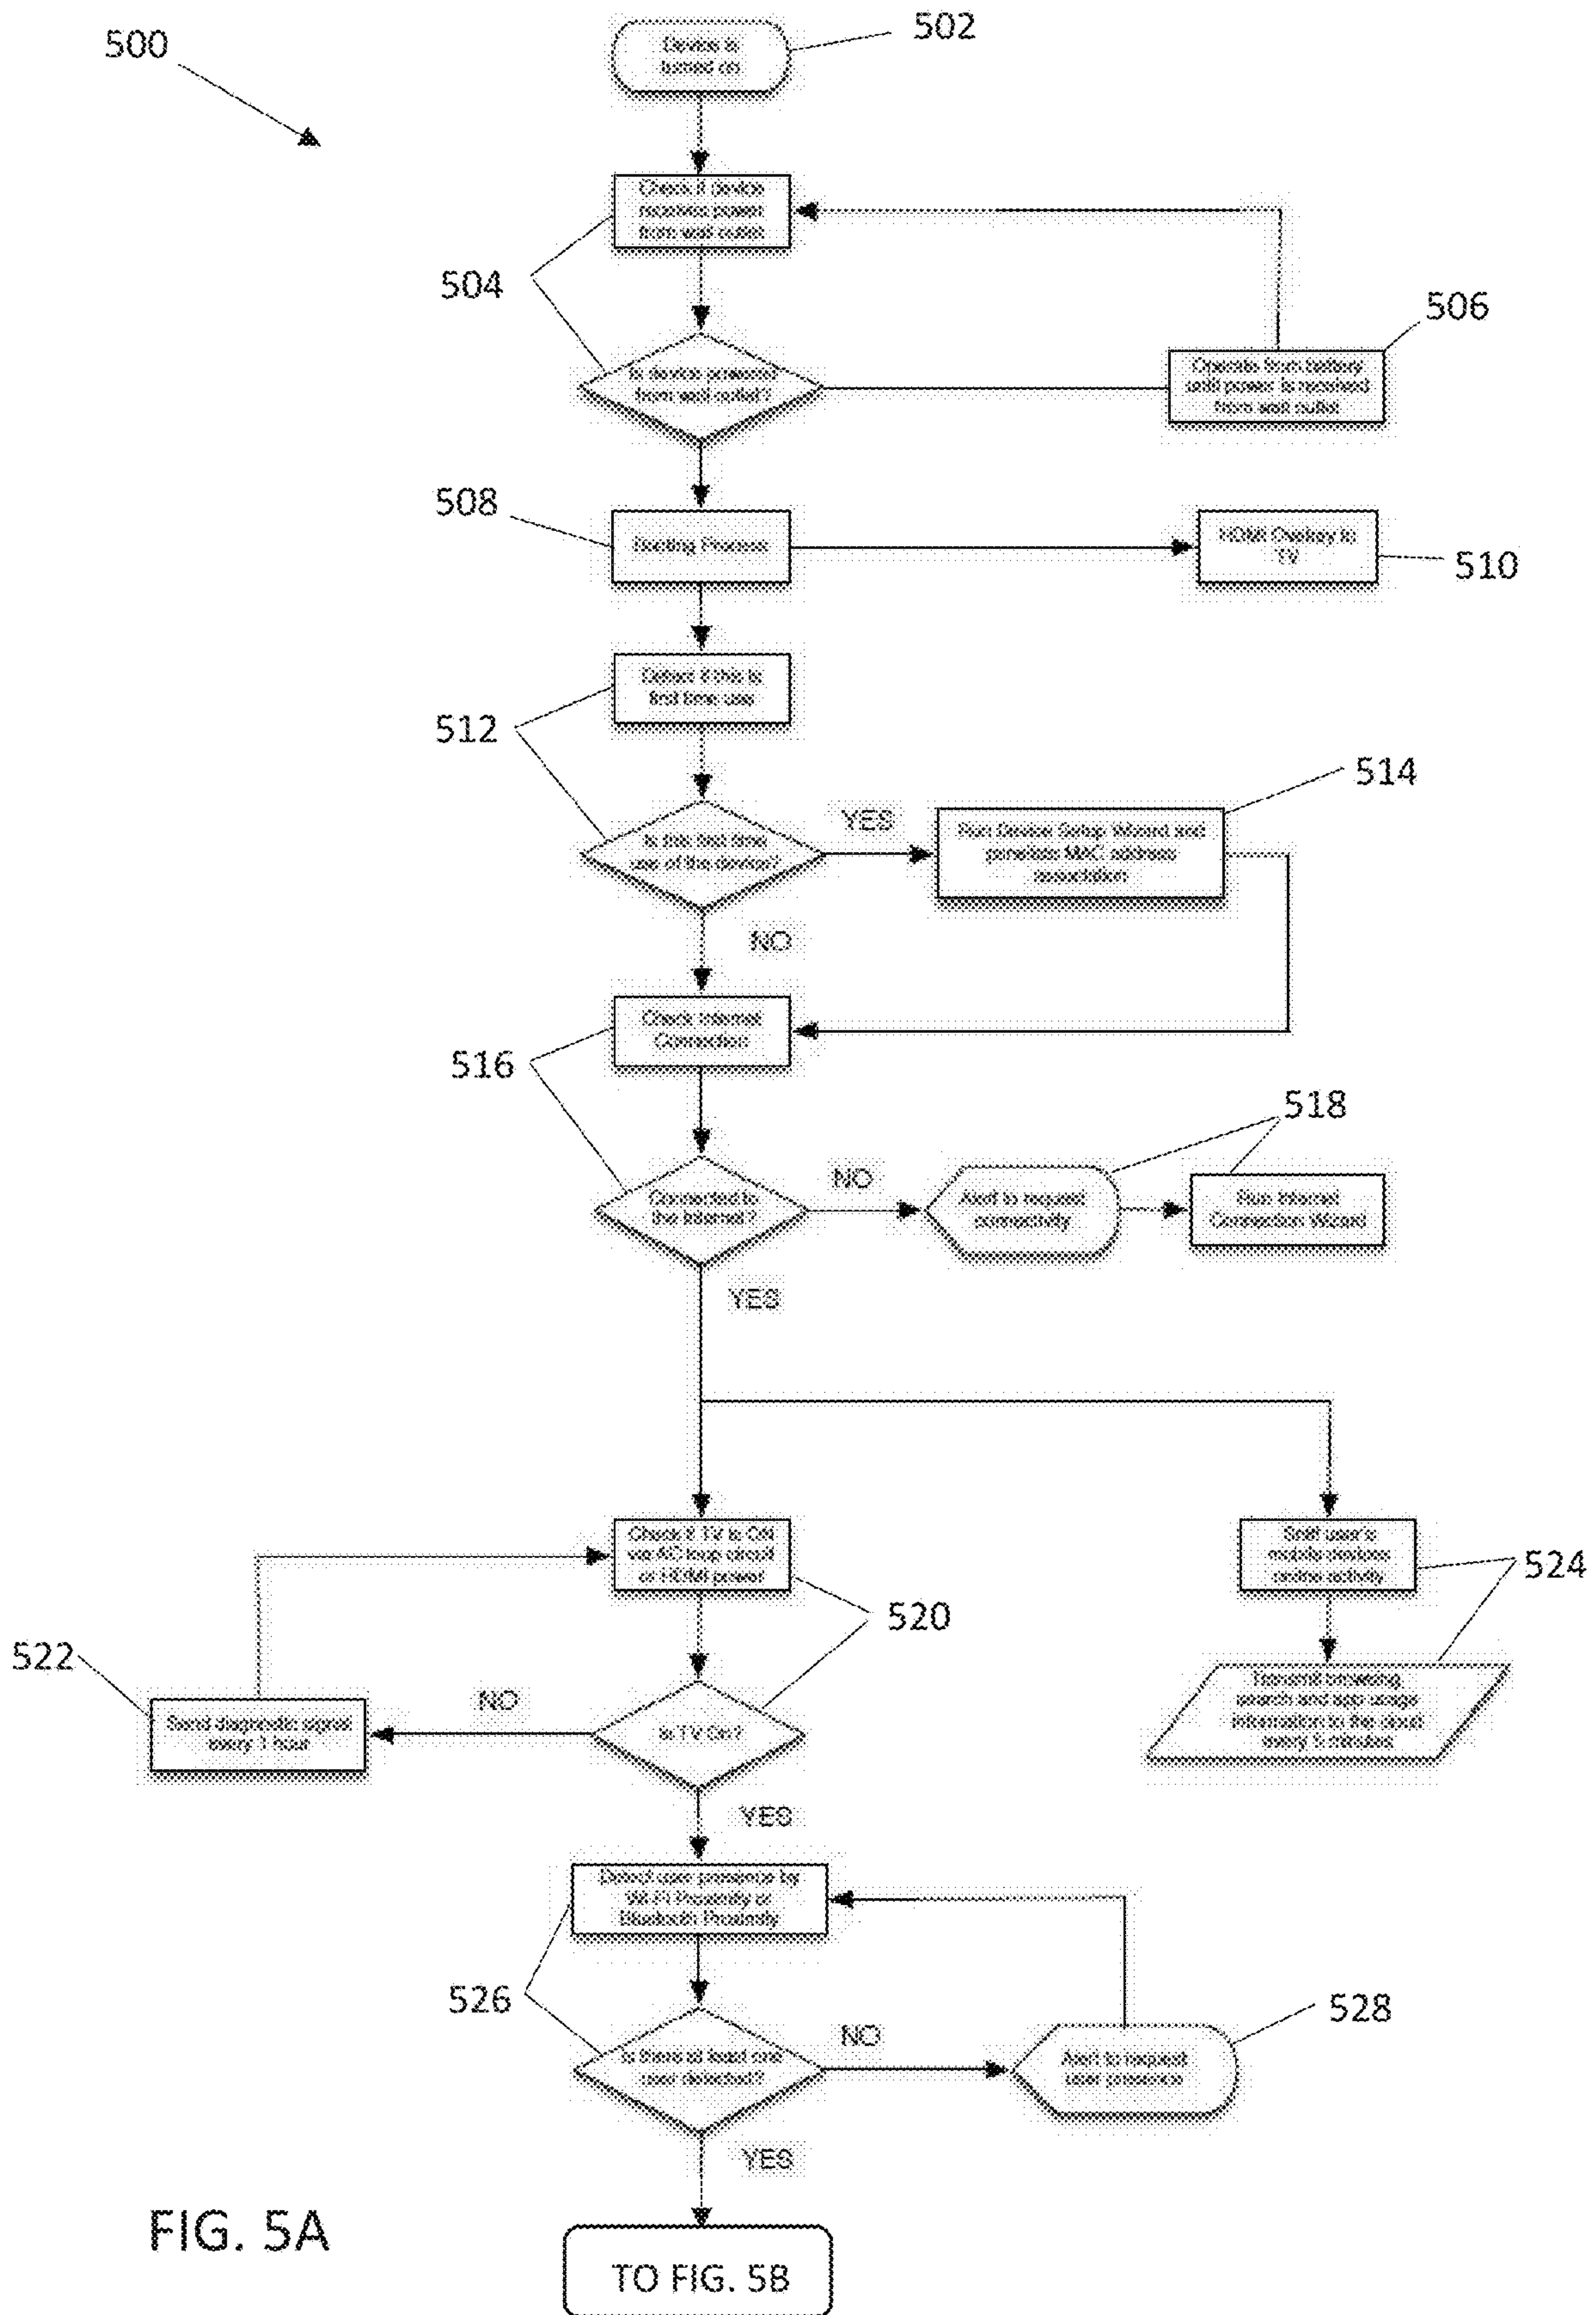 500
502
Device is
turned on
Check if device
receives power
from wall outlet
504
506
Is device powered
from wall outlet?
Operate from battery
until power is received
from wall outlet
508
Booting Process
HDMI Overlay to
TV
510
Detect if this is
first time use
512
514
YES
Is this first time
use of the device?
Run Device Setup Wizard and
penetrate MAC address
association
NO
Check Internet
Connection
516
518
Connected to
the Internet?
NO
Alert to request
connectivity
Run Internet
Connection Wizard
YES
Check if TV is ON
via AC loop circuit
or HDMI power
Sniff user's
mobile devices
online activity
524
520
522
Send diagnostic signal
every 1 hour
NO
Is TV On?
Transmit browsing,
search and app usage
information to the cloud
every 5 minutes
YES
Detect user presence by
Wi-Fi Proximity or
Bluetooth Proximity
526
528
Is there at least one
user detected?
NO
Alert to request
user presence
YES
FIG. 5A
TO FIG. 5B